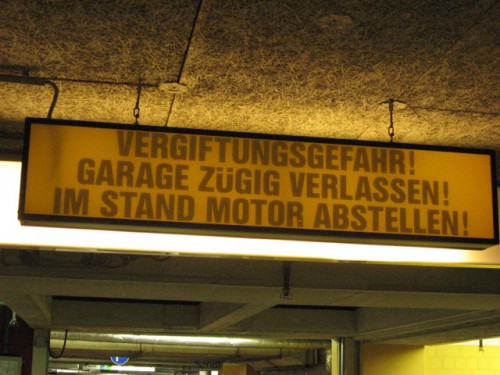 VERGIFTUNGSGEFAHR!
GARAGE ZÜGIG VERLASSEN!
IM STAND MOTOR ABSTELLEN!